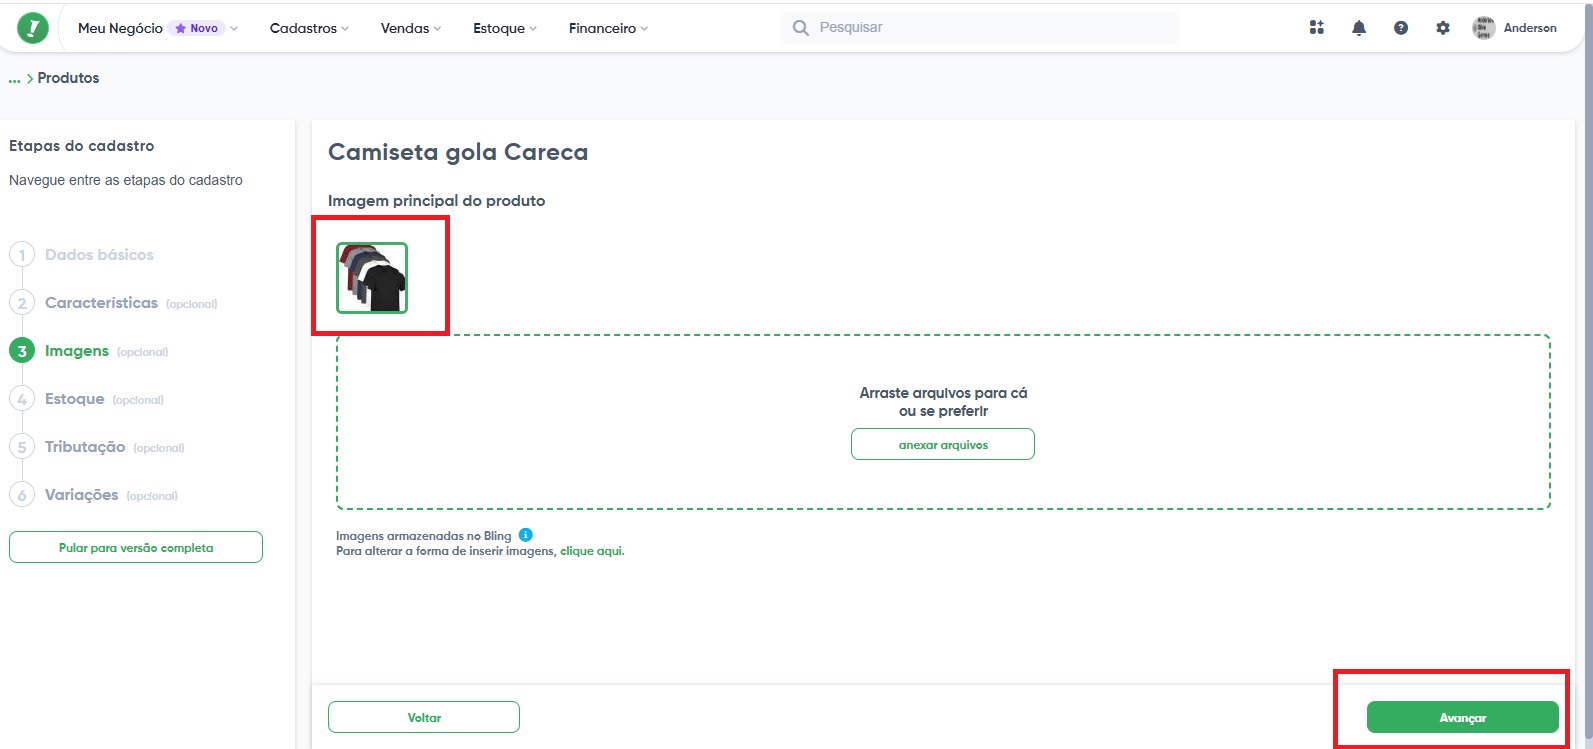 Meu Negócio Novo Cadastros Vendas Estoque Financeiro Pesquisar Anderson
... > Produtos
Etapas do cadastro
Navegue entre as etapas do cadastro
1 Dados básicos
2 Características (opcional)
3 Imagens (opcional)
4 Estoque (opcional)
5 Tributação (opcional)
6 Variações (opcional)
Pular para versão completa
Camiseta gola Careca
Imagem principal do produto
Arraste arquivos para cá
ou se preferir
anexar arquivos
Imagens armazenadas no Bling
Para alterar a forma de inserir imagens, clique aqui.
Voltar
Avançar